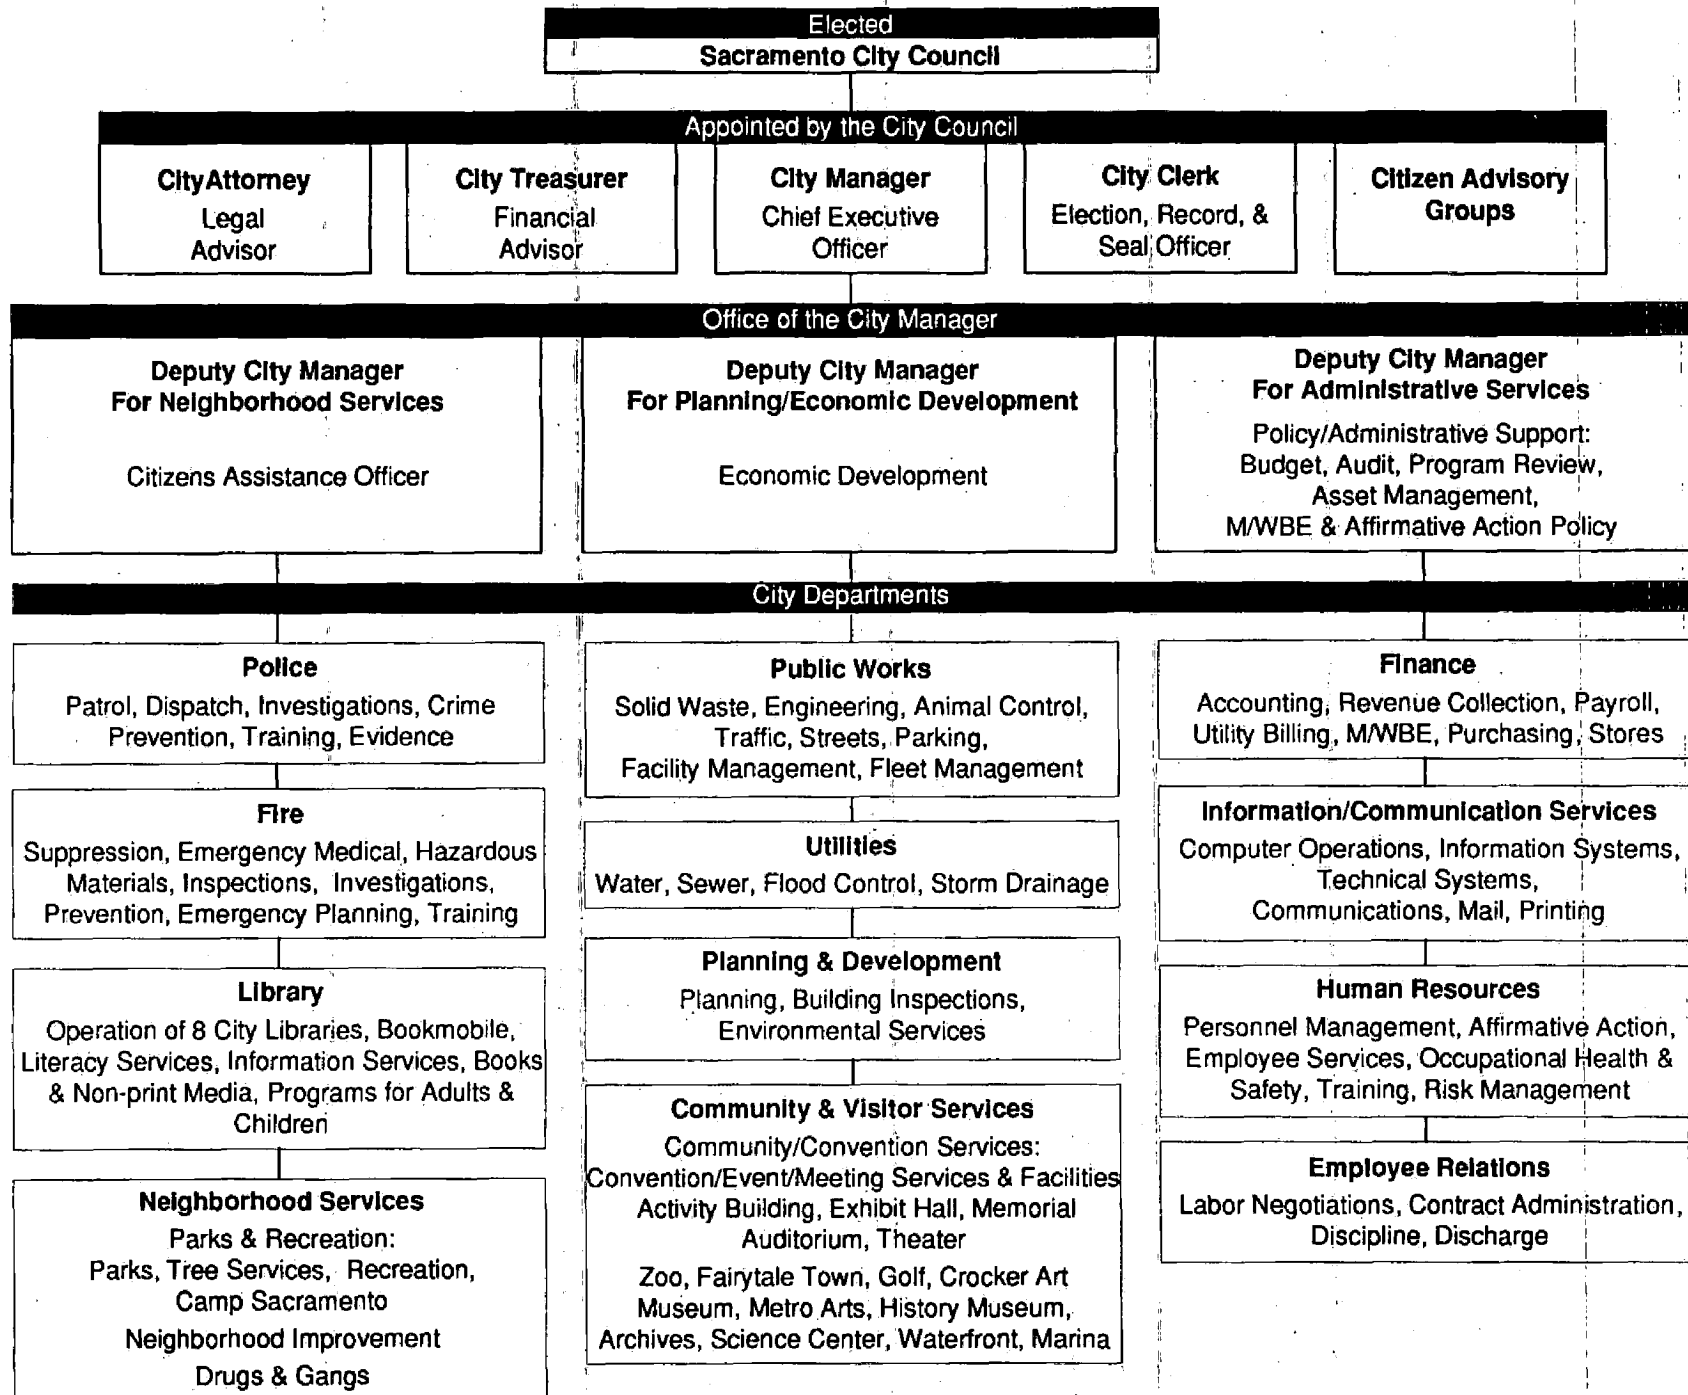 Elected
Sacramento City Council
Appointed by the City Council
CityAttorney
Legal
Advisor
City Treasurer
Financial
Advisor
City Manager
Chief Executive
Officer
City Clerk
Election, Record, &
Seal Officer
Citizen Advisory
Groups
Office of the City Manager
Deputy City Manager
For Neighborhood Services
Citizens Assistance Officer
Deputy City Manager
For Planning/Economic Development
Economic Development
Deputy City Manager
For Administrative Services
Policy/Administrative Support:
Budget, Audit, Program Review,
Asset Management,
M/WBE & Affirmative Action Policy
City Departments
Police
Patrol, Dispatch, Investigations, Crime
Prevention, Training, Evidence
Fire
Suppression, Emergency Medical, Hazardous
Materials, Inspections, Investigations,
Prevention, Emergency Planning, Training
Library
Operation of 8 City Libraries, Bookmobile,
Literacy Services, Information Services, Books
& Non-print Media, Programs for Adults &
Children
Neighborhood Services
Parks & Recreation:
Parks, Tree Services, Recreation,
Camp Sacramento
Neighborhood Improvement
Drugs & Gangs
Public Works
Solid Waste, Engineering, Animal Control,
Traffic, Streets, Parking,
Facility Management, Fleet Management
Utilities
Water, Sewer, Flood Control, Storm Drainage
Planning & Development
Planning, Building Inspections,
Environmental Services
Community & Visitor Services
Community/Convention Services:
Convention/Event/Meeting Services & Facilities
Activity Building, Exhibit Hall, Memorial
Auditorium, Theater
Zoo, Fairytale Town, Golf, Crocker Art
Museum, Metro Arts, History Museum,
Archives, Science Center, Waterfront, Marina
Finance
Accounting, Revenue Collection, Payroll,
Utility Billing, M/WBE, Purchasing, Stores
Information/Communication Services
Computer Operations, Information Systems,
Technical Systems,
Communications, Mail, Printing
Human Resources
Personnel Management, Affirmative Action,
Employee Services, Occupational Health &
Safety, Training, Risk Management
Employee Relations
Labor Negotiations, Contract Administration,
Discipline, Discharge